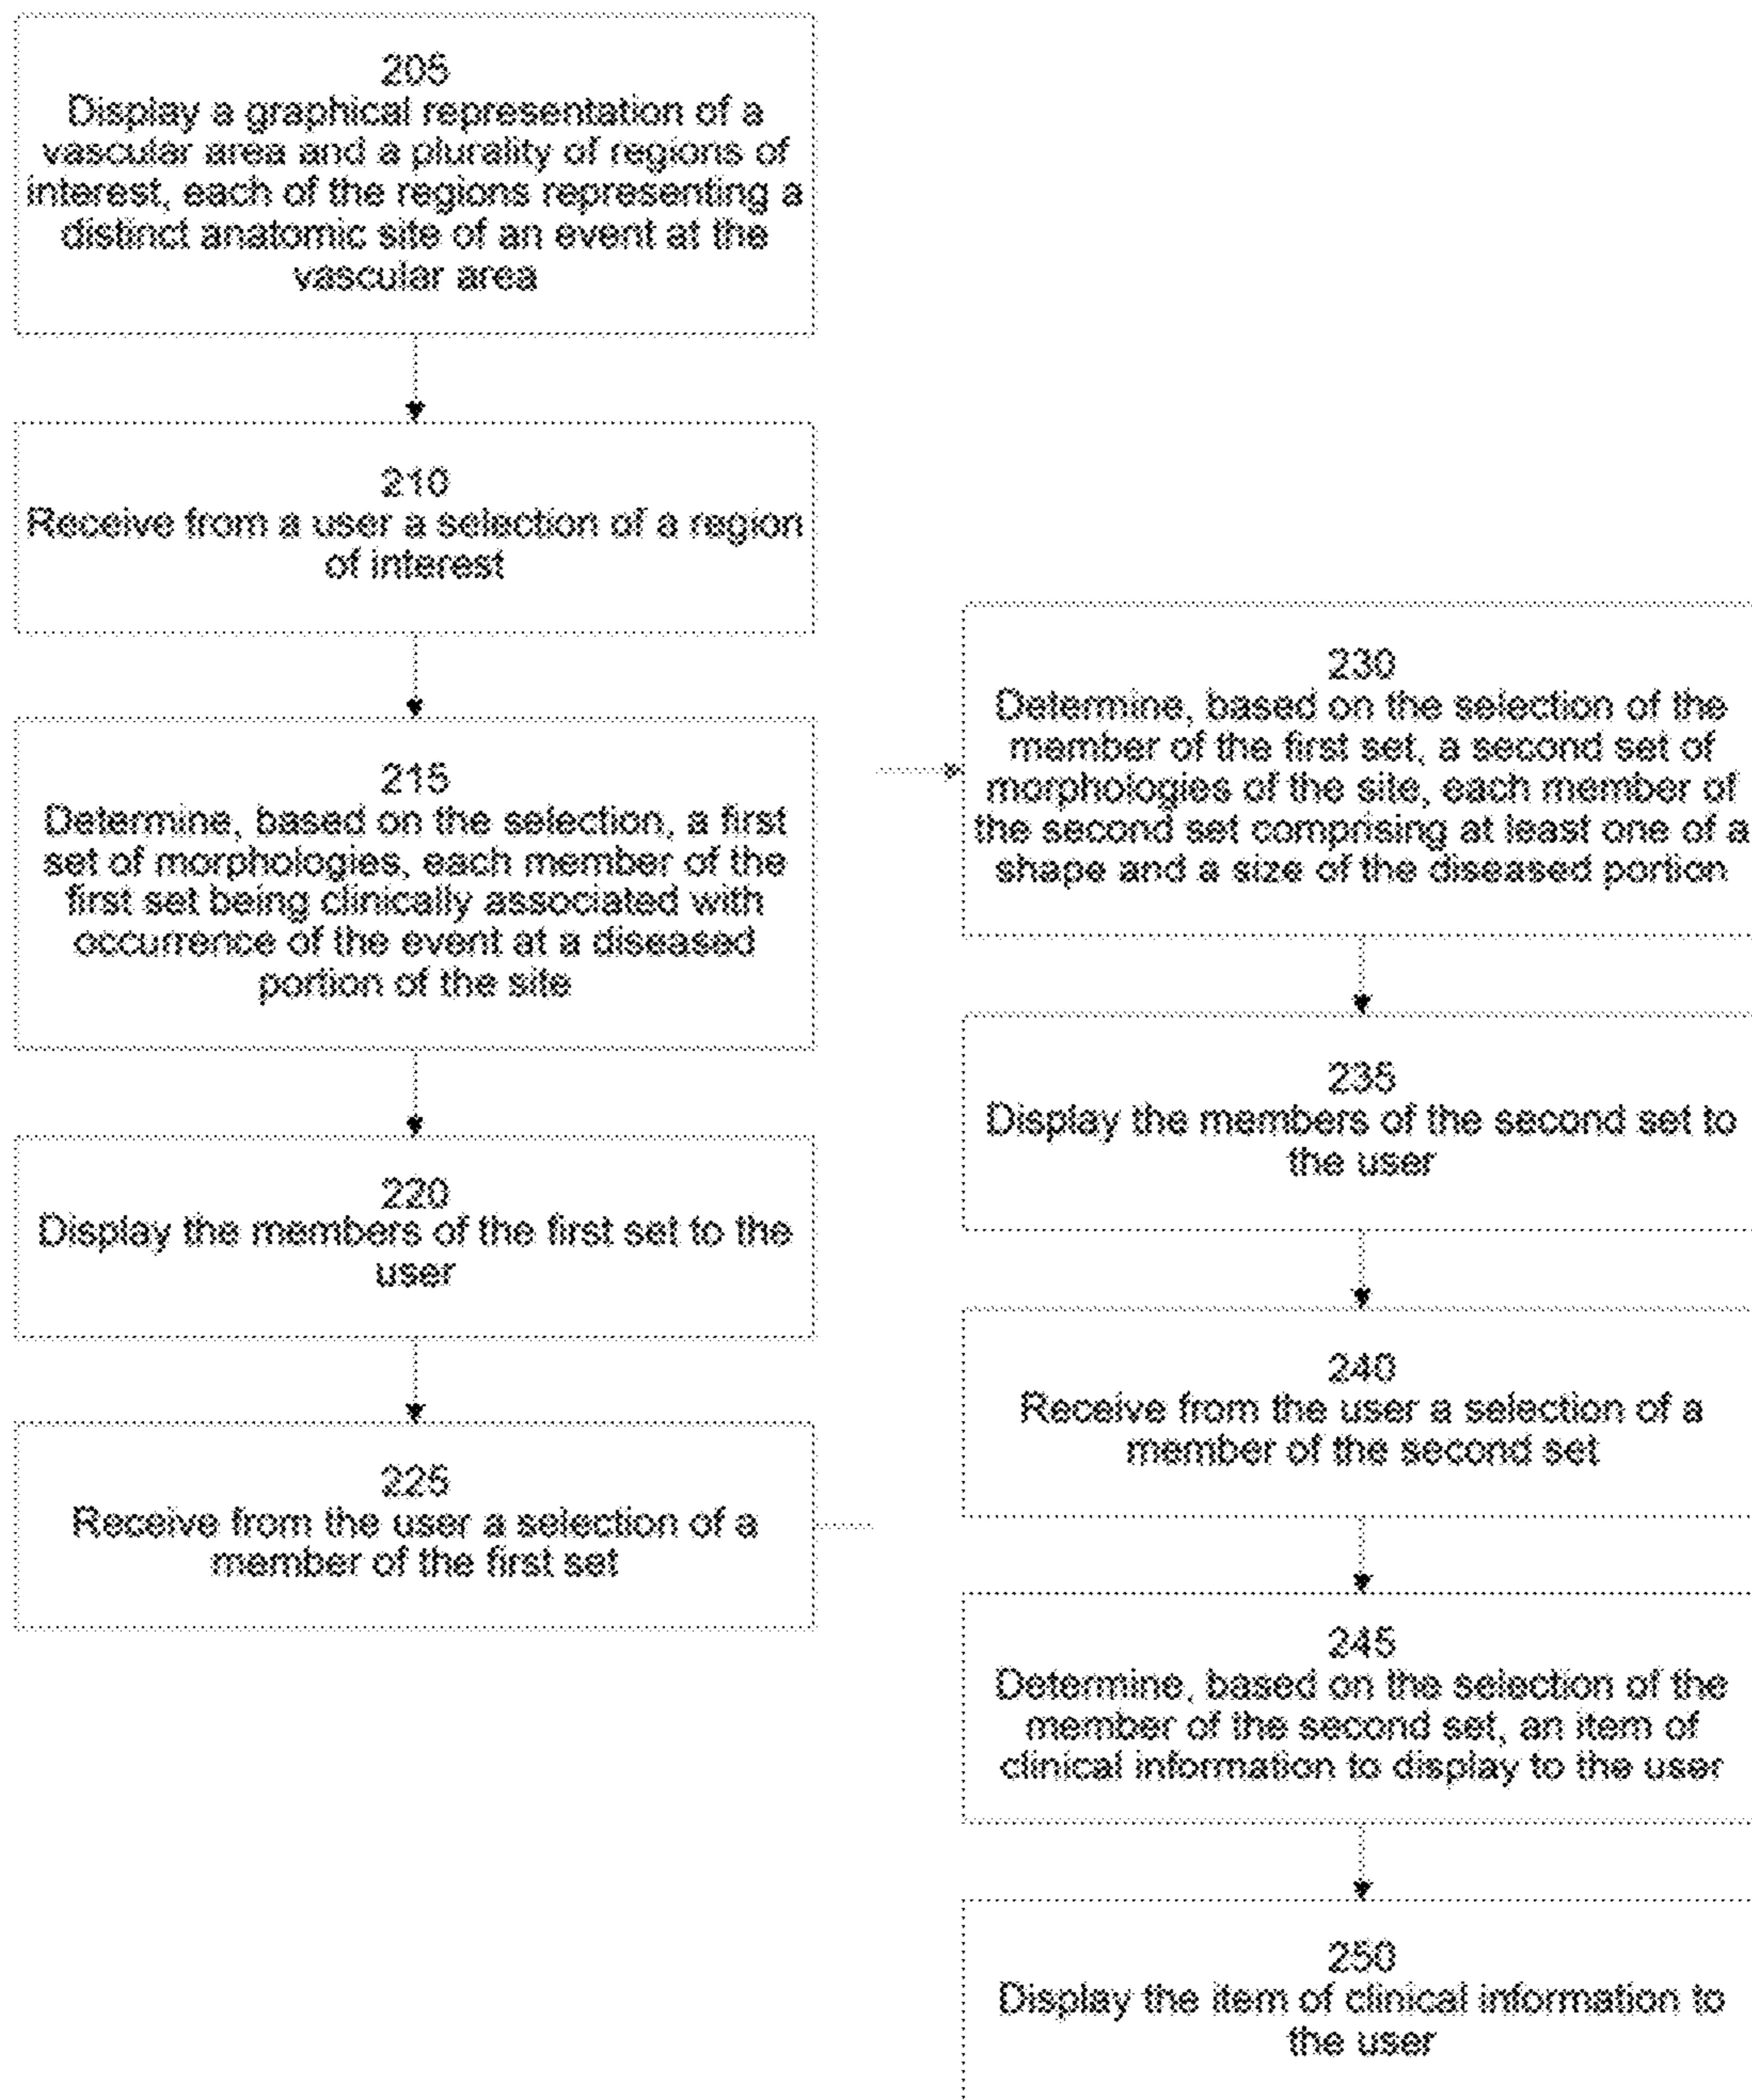 205
Display a graphical representation of a
vascular area and a plurality of regions of
interest, each of the regions representing a
distinct anatomic site of an event at the
vascular area
210
Receive from a user a selection of a region
of interest
215
Determine, based on the selection, a first
set of morphologies, each member of the
first set being clinically associated with
occurrence of the event at a diseased
portion of the site
220
Display the members of the first set to the
user
225
Receive from the user a selection of a
member of the first set
230
Determine, based on the selection of the
member of the first set, a second set of
morphologies of the site, each member of
the second set comprising at least one of a
shape and a size of the diseased portion
235
Display the members of the second set to
the user
240
Receive from the user a selection of a
member of the second set
245
Determine, based on the selection of the
member of the second set, an item of
clinical information to display to the user
250
Display the item of clinical information to
the user